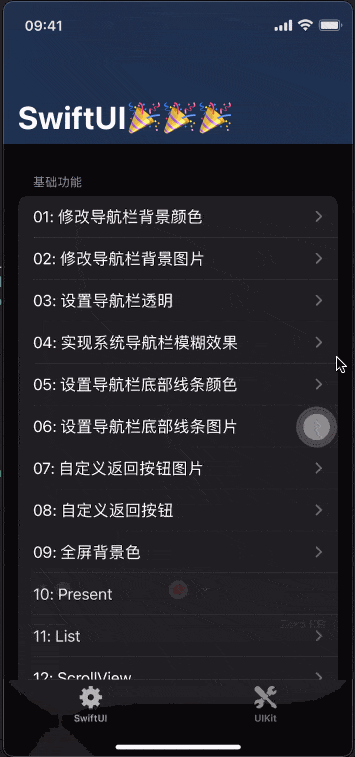 09:41
SwiftUI🎉🎉🎉
基础功能
01: 修改导航栏背景颜色
02: 修改导航栏背景图片
03: 设置导航栏透明
04: 实现系统导航栏模糊效果
05: 设置导航栏底部线条颜色
06: 设置导航栏底部线条图片
07: 自定义返回按钮图片
08: 自定义返回按钮
09: 全屏背景色
10: Present
11: List
12: ScrollView
SwiftUI
UIKit